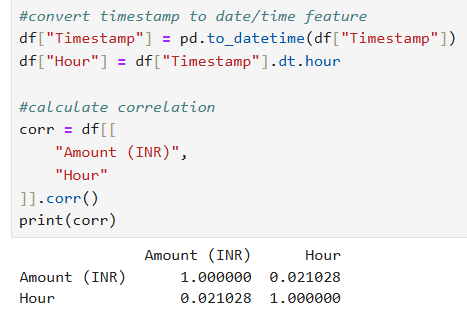 #convert timestamp to date/time feature
df["Timestamp"] = pd.to_datetime(df["Timestamp"])
df["Hour"] = df["Timestamp"].dt.hour

#calculate correlation
corr = df[[
    "Amount (INR)",
    "Hour"
]].corr()
print(corr)

              Amount (INR)      Hour
Amount (INR)      1.000000  0.021028
Hour              0.021028  1.000000